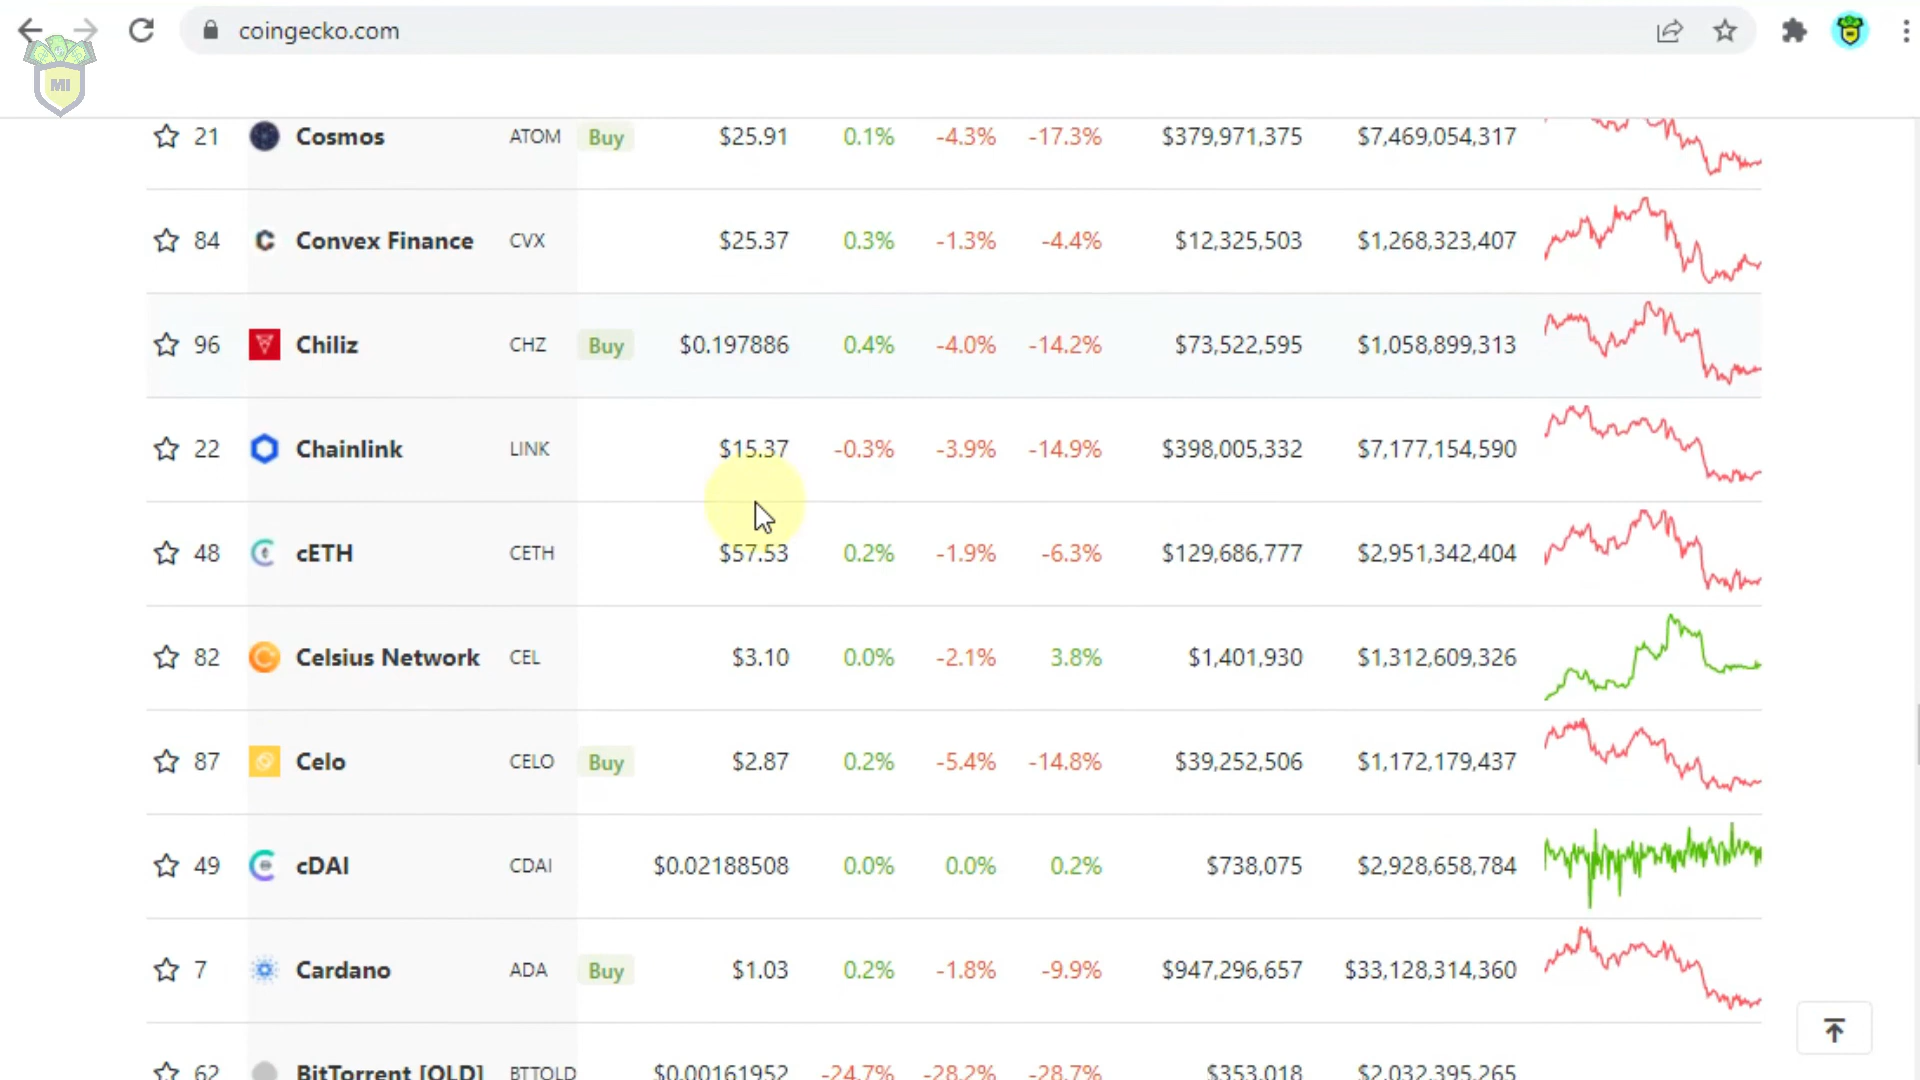 coingecko.com
MI
21 Cosmos ATOM Buy $25.91 0.1% -4.3% -17.3% $379,971,375 $7,469,054,317
84 Convex Finance CVX $25.37 0.3% -1.3% -4.4% $12,325,503 $1,268,323,407
96 Chiliz CHZ Buy $0.197886 0.4% -4.0% -14.2% $73,522,595 $1,058,899,313
22 Chainlink LINK $15.37 -0.3% -3.9% -14.9% $398,005,332 $7,177,154,590
48 cETH CETH $57.53 0.2% -1.9% -6.3% $129,686,777 $2,951,342,404
82 Celsius Network CEL $3.10 0.0% -2.1% 3.8% $1,401,930 $1,312,609,326
87 Celo CELO Buy $2.87 0.2% -5.4% -14.8% $39,252,506 $1,172,179,437
49 cDAI CDAI $0.02188508 0.0% 0.0% 0.2% $738,075 $2,928,658,784
7 Cardano ADA Buy $1.03 0.2% -1.8% -9.9% $947,296,657 $33,128,314,360
62 BitTorrent [OLD] BTTOLD $0.00161952 -24.7% -28.2% -28.7% $353,018 $2,032,395,265